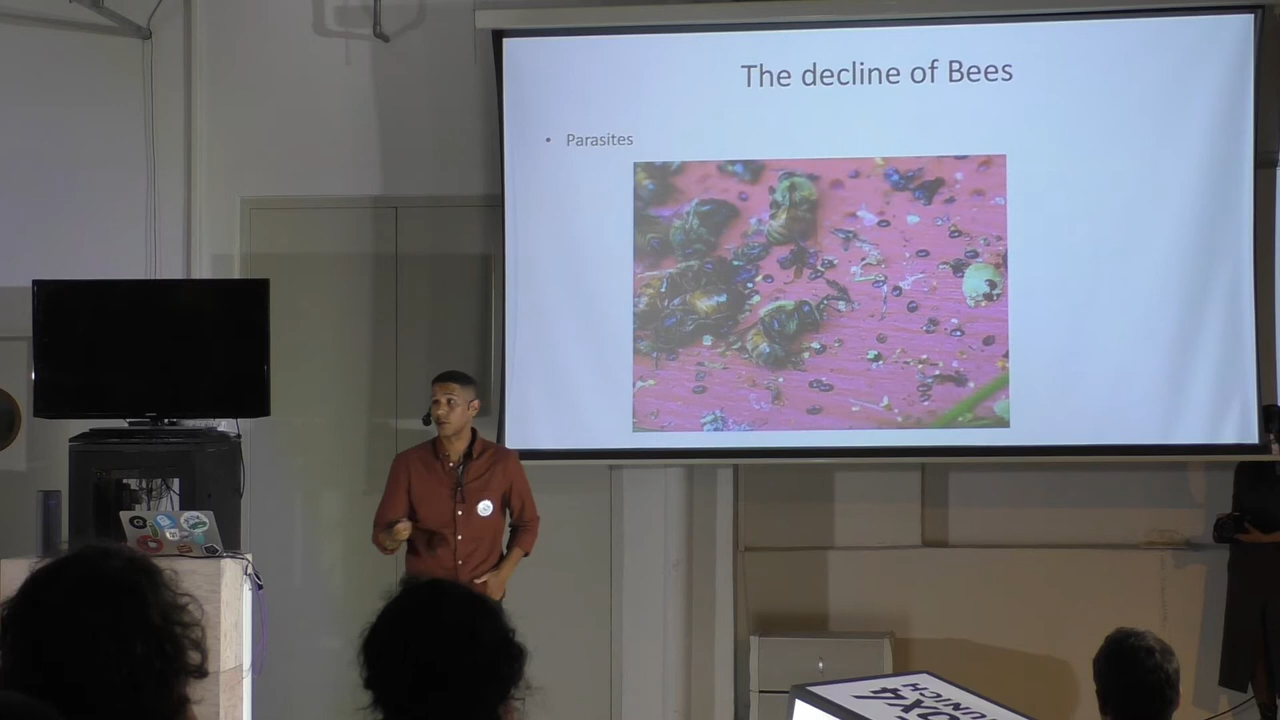 The decline of Bees
• Parasites